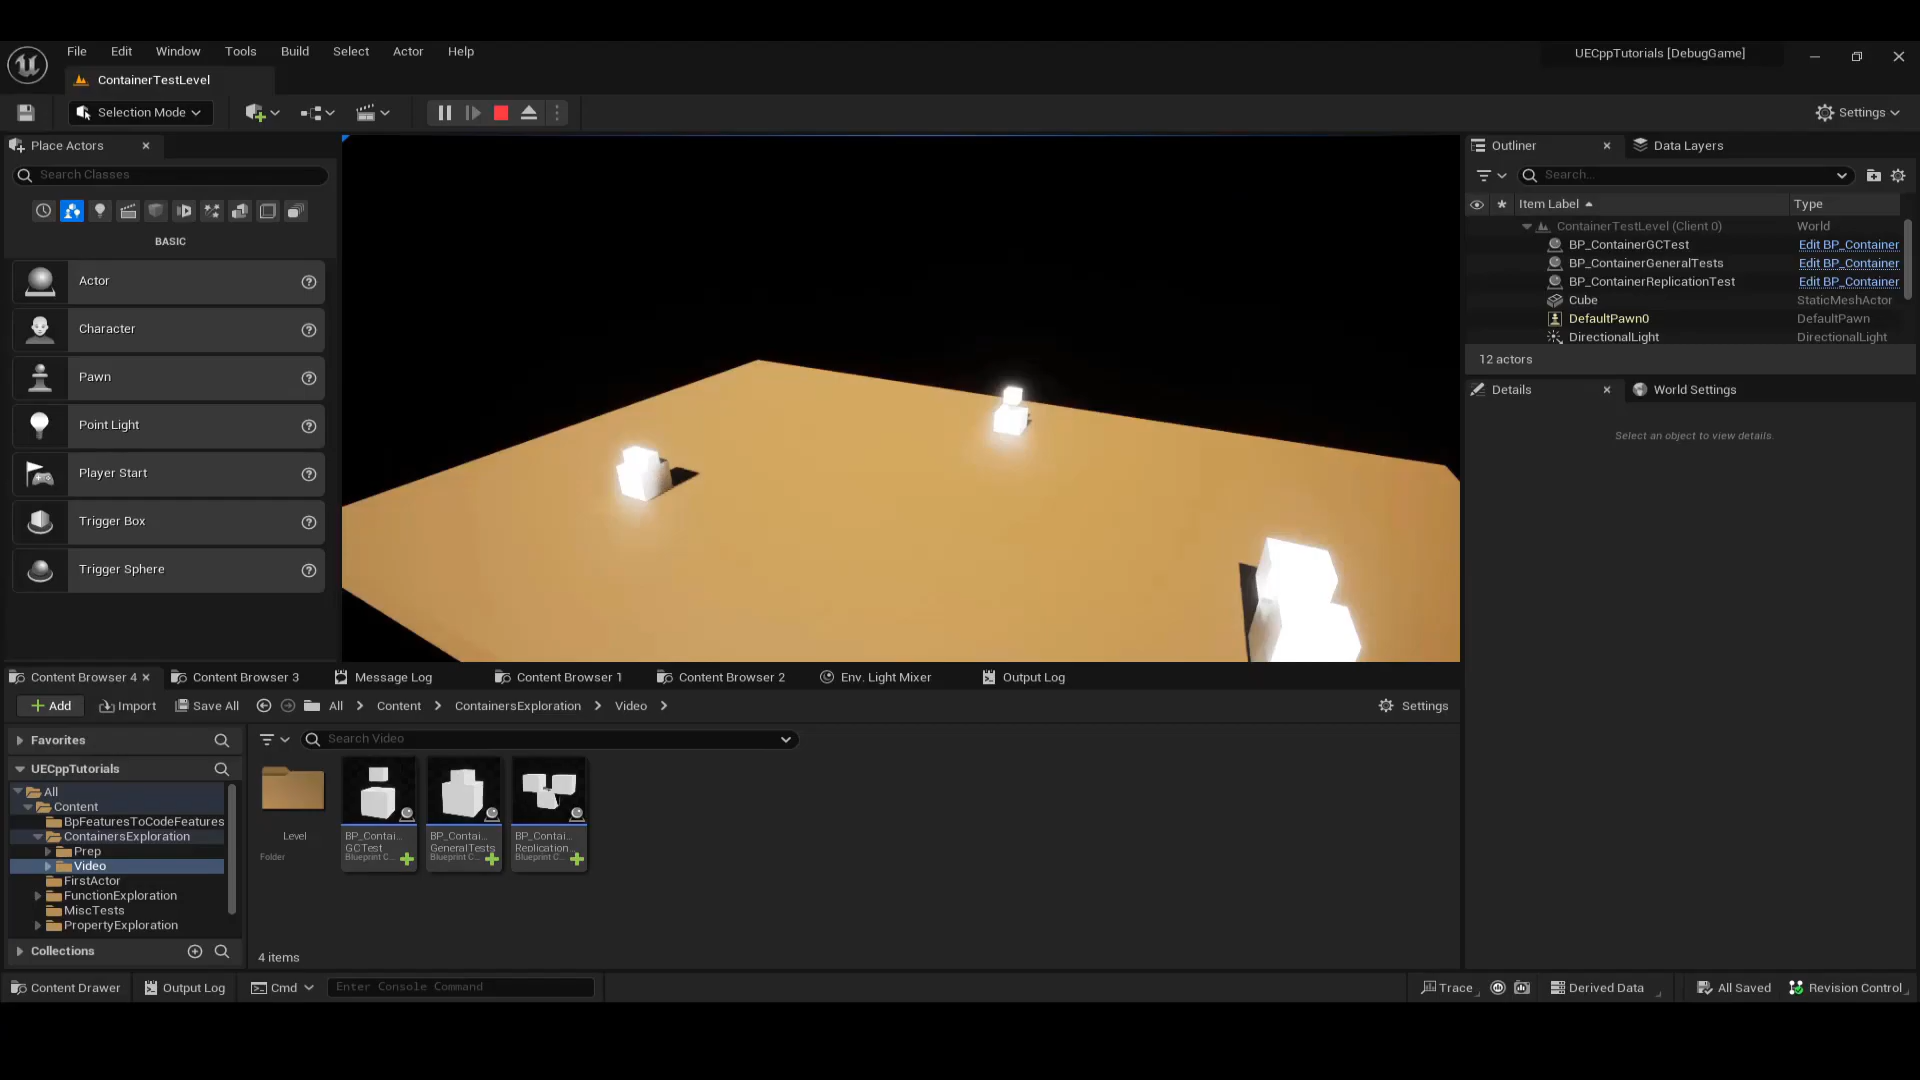 File Edit Window Tools Build Select Actor Help
UECppTutorials [DebugGame]
ContainerTestLevel
Selection Mode
Settings
Place Actors
Search Classes
BASIC
Actor
Character
Pawn
Point Light
Player Start
Trigger Box
Trigger Sphere
Outliner
Data Layers
Search...
Item Label
Type
ContainerTestLevel (Client 0) World
BP_ContainerGCTest Edit BP_Container
BP_ContainerGeneralTests Edit BP_Container
BP_ContainerReplicationTest Edit BP_Container
Cube StaticMeshActor
DefaultPawn0 DefaultPawn
DirectionalLight DirectionalLight
12 actors
Details
World Settings
Select an object to view details.
Content Browser 4
Content Browser 3
Message Log
Content Browser 1
Content Browser 2
Env. Light Mixer
Output Log
Add
Import
Save All
All
Content
ContainersExploration
Video
Settings
Favorites
UECppTutorials
All
Content
BpFeaturesToCodeFeatures
ContainersExploration
Prep
Video
FirstActor
FunctionExploration
MiscTests
PropertyExploration
Collections
Search Video
Level
Folder
BP_Contai...
GCTest
Blueprint C...
BP_Contai...
GeneralTests
Blueprint C...
BP_Contai...
Replication...
Blueprint C...
4 items
Content Drawer
Output Log
Cmd
Enter Console Command
Trace
Derived Data
All Saved
Revision Control